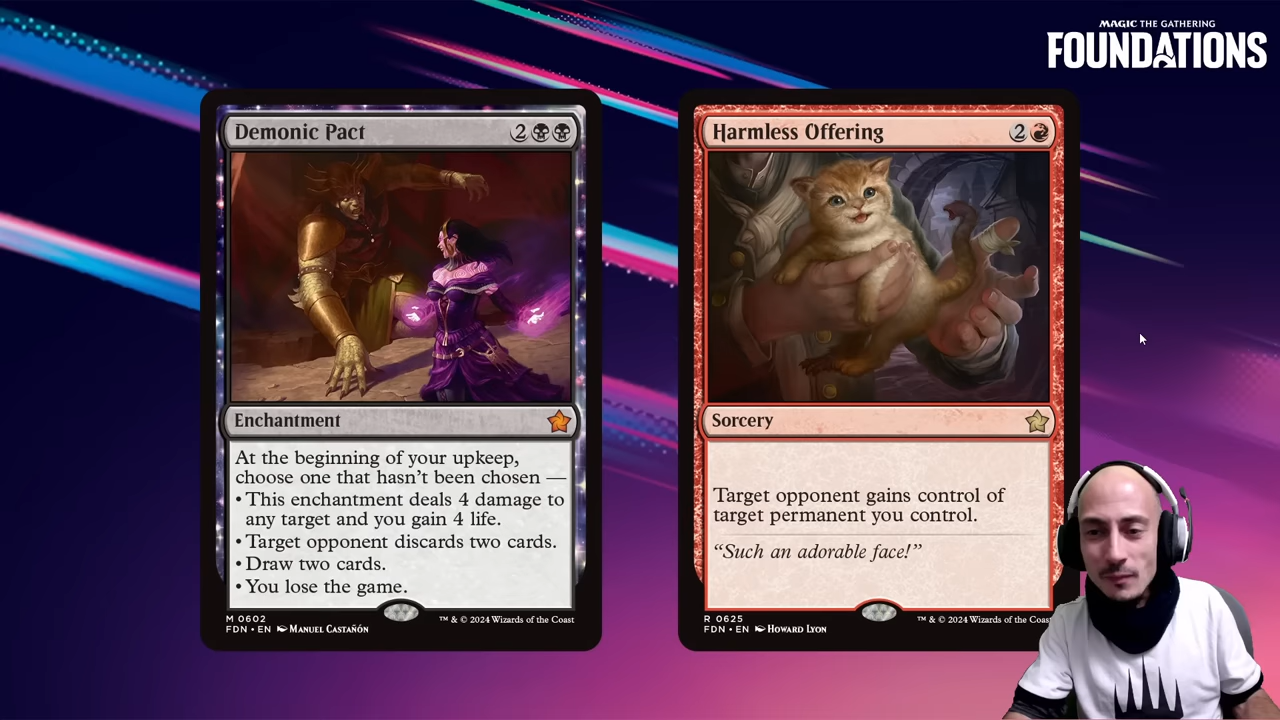 MAGIC THE GATHERING
FOUNDATIONS
Demonic Pact 2
Enchantment
At the beginning of your upkeep,
choose one that hasn't been chosen —
• This enchantment deals 4 damage to
any target and you gain 4 life.
• Target opponent discards two cards.
• Draw two cards.
• You lose the game.
M 0602
FDN • EN MANUEL CASTAÑÓN
™ & © 2024 Wizards of the Coast
Harmless Offering 2
Sorcery
Target opponent gains control of
target permanent you control.
“Such an adorable face!”
R 0625
FDN • EN HOWARD LYON
™ & © 2024 Wizards of the Coast